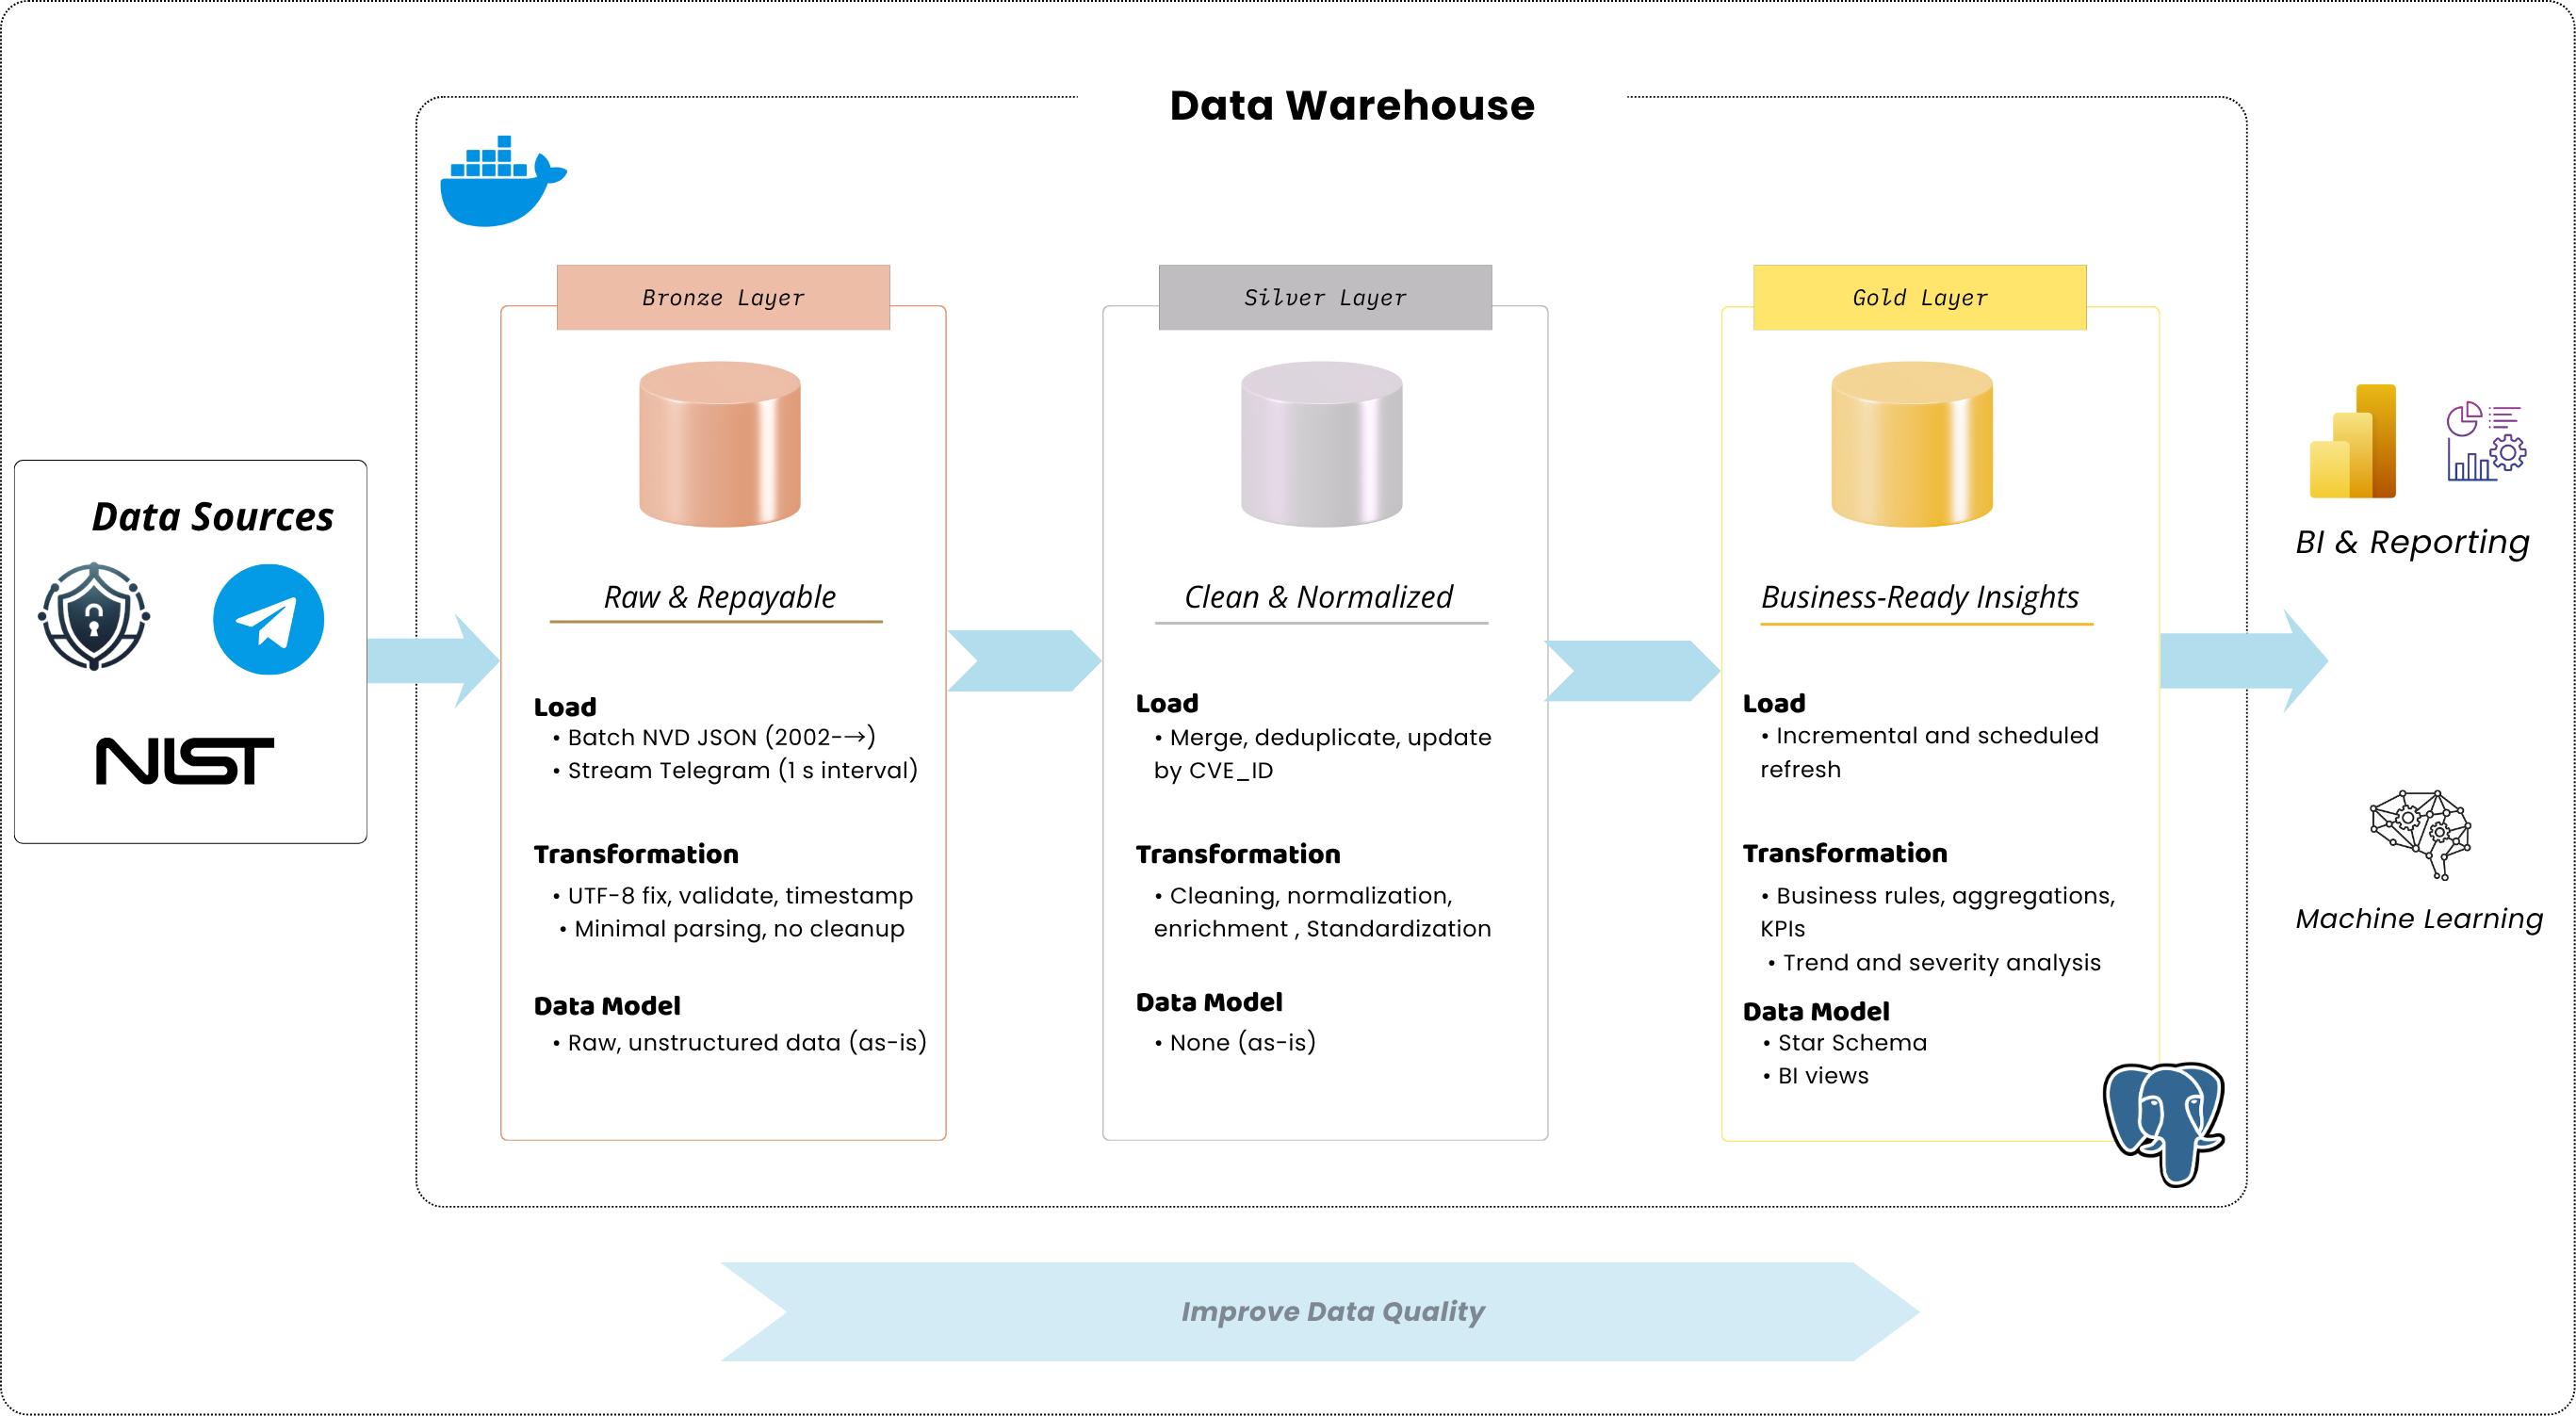 Data Warehouse
Data Sources
NIST
Bronze Layer
Raw & Repayable
Load
• Batch NVD JSON (2002-→)
• Stream Telegram (1 s interval)
Transformation
• UTF-8 fix, validate, timestamp
• Minimal parsing, no cleanup
Data Model
• Raw, unstructured data (as-is)
Silver Layer
Clean & Normalized
Load
• Merge, deduplicate, update
by CVE_ID
Transformation
• Cleaning, normalization,
enrichment , Standardization
Data Model
• None (as-is)
Gold Layer
Business-Ready Insights
Load
• Incremental and scheduled
refresh
Transformation
• Business rules, aggregations,
KPIs
• Trend and severity analysis
Data Model
• Star Schema
• BI views
BI & Reporting
Machine Learning
Improve Data Quality